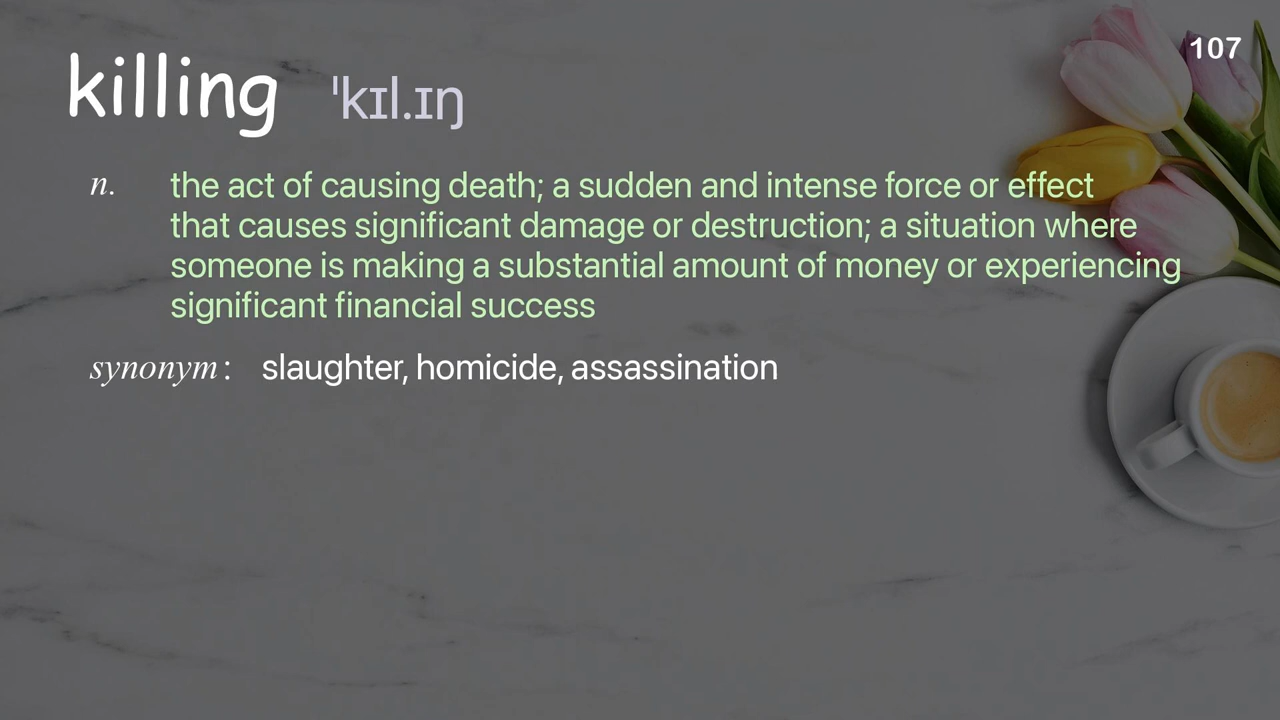 107
killing ˈkɪl.ɪŋ
n. the act of causing death; a sudden and intense force or effect
that causes significant damage or destruction; a situation where
someone is making a substantial amount of money or experiencing
significant financial success
synonym : slaughter, homicide, assassination